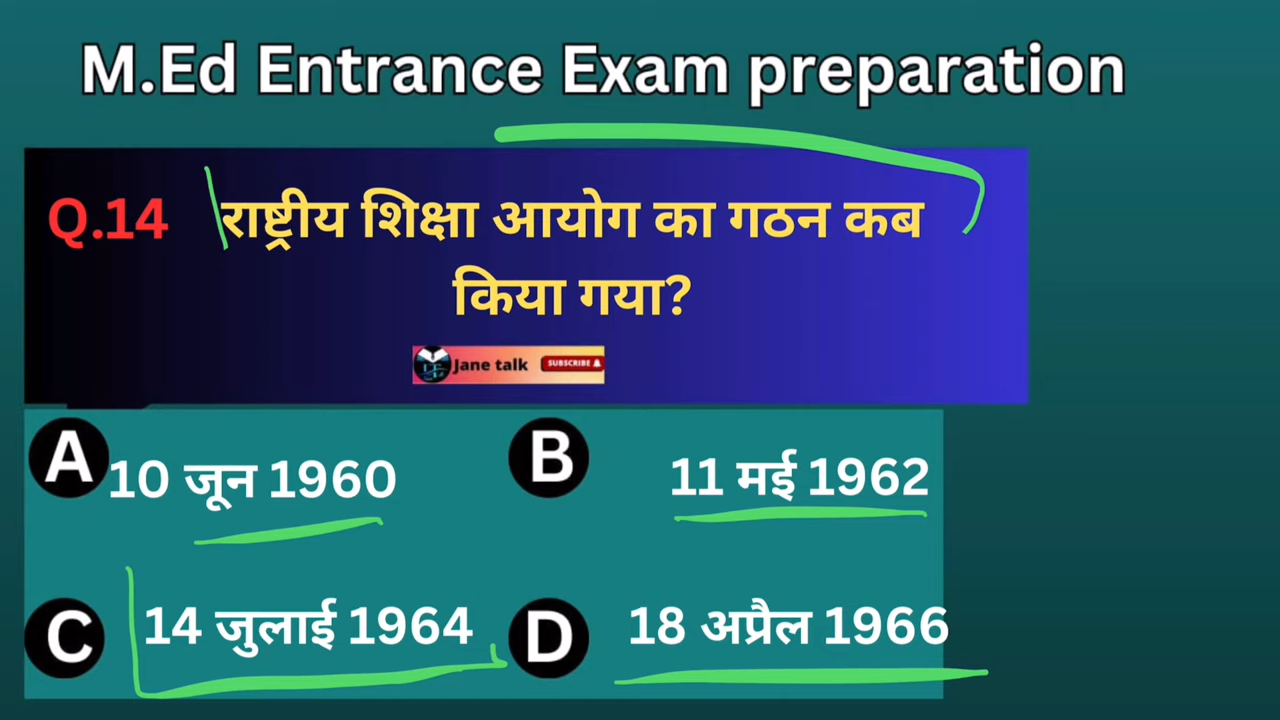 M.Ed Entrance Exam preparation
Q.14 राष्ट्रीय शिक्षा आयोग का गठन कब
किया गया?
Jane talk SUBSCRIBE
A 10 जून 1960
B 11 मई 1962
C 14 जुलाई 1964
D 18 अप्रैल 1966